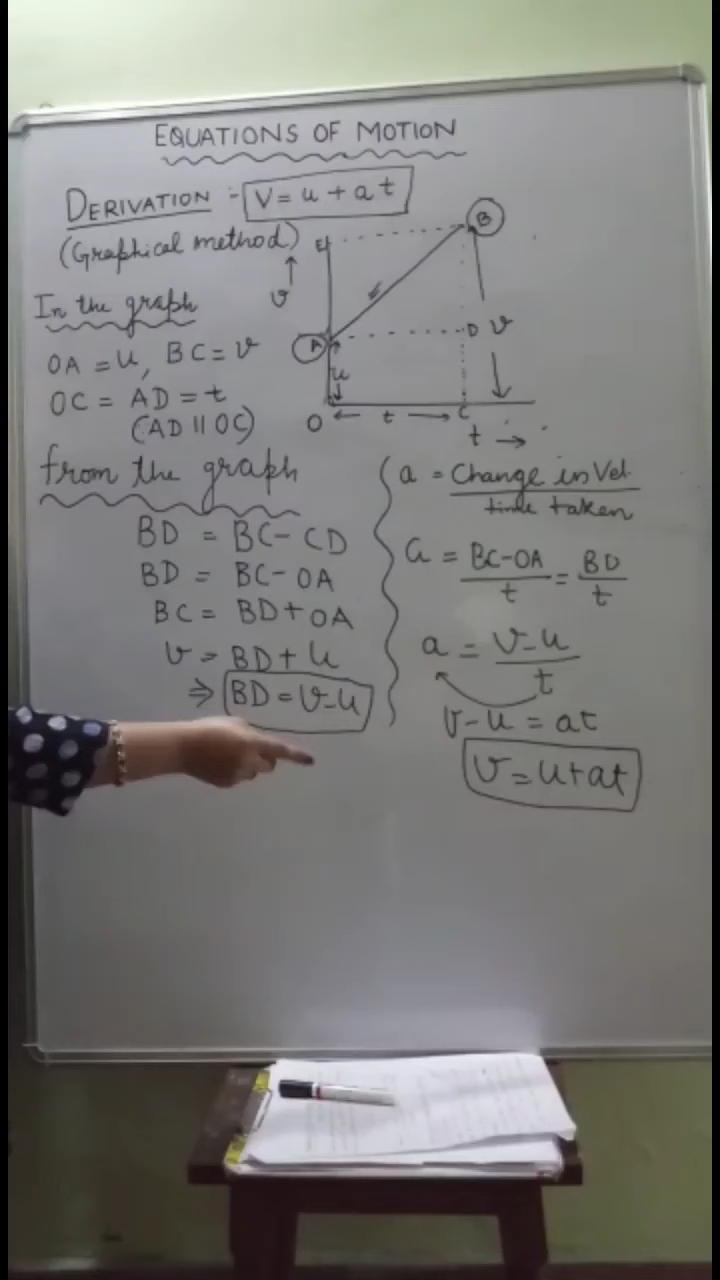 EQUATIONS OF MOTION
DERIVATION :- V = u + at
(Graphical method)
E
B
v
In the graph
OA = u, BC = v
A
D
v
u
OC = AD = t
(AD || OC)
O
t
C
t
from the graph
BD = BC - CD
BD = BC - OA
BC = BD + OA
v = BD + u
⇒ BD = v - u
a = Change in Vel.
time taken
a = BC-OA / t = BD / t
a = v-u / t
v - u = at
v = u + at